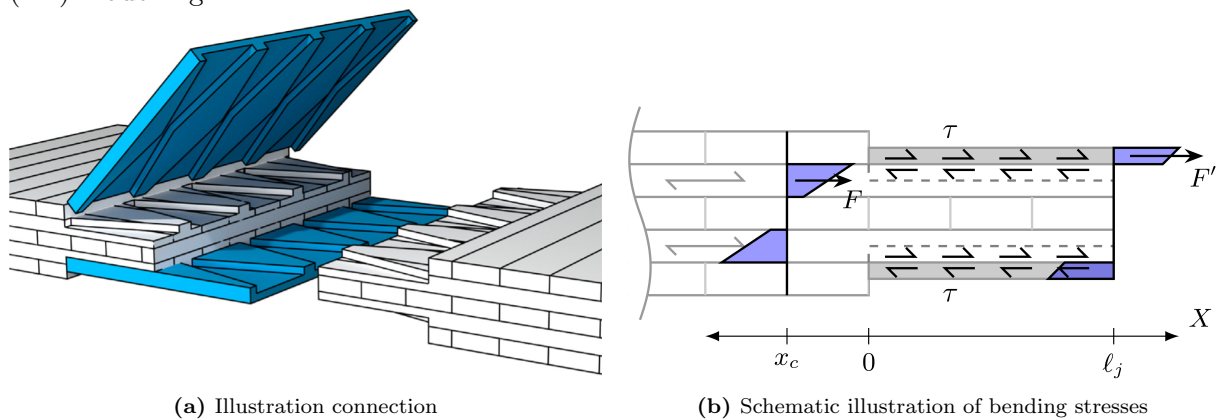 τ
F
F′
τ
X
x_c 0 ℓ_j
(a) Illustration connection
(b) Schematic illustration of bending stresses